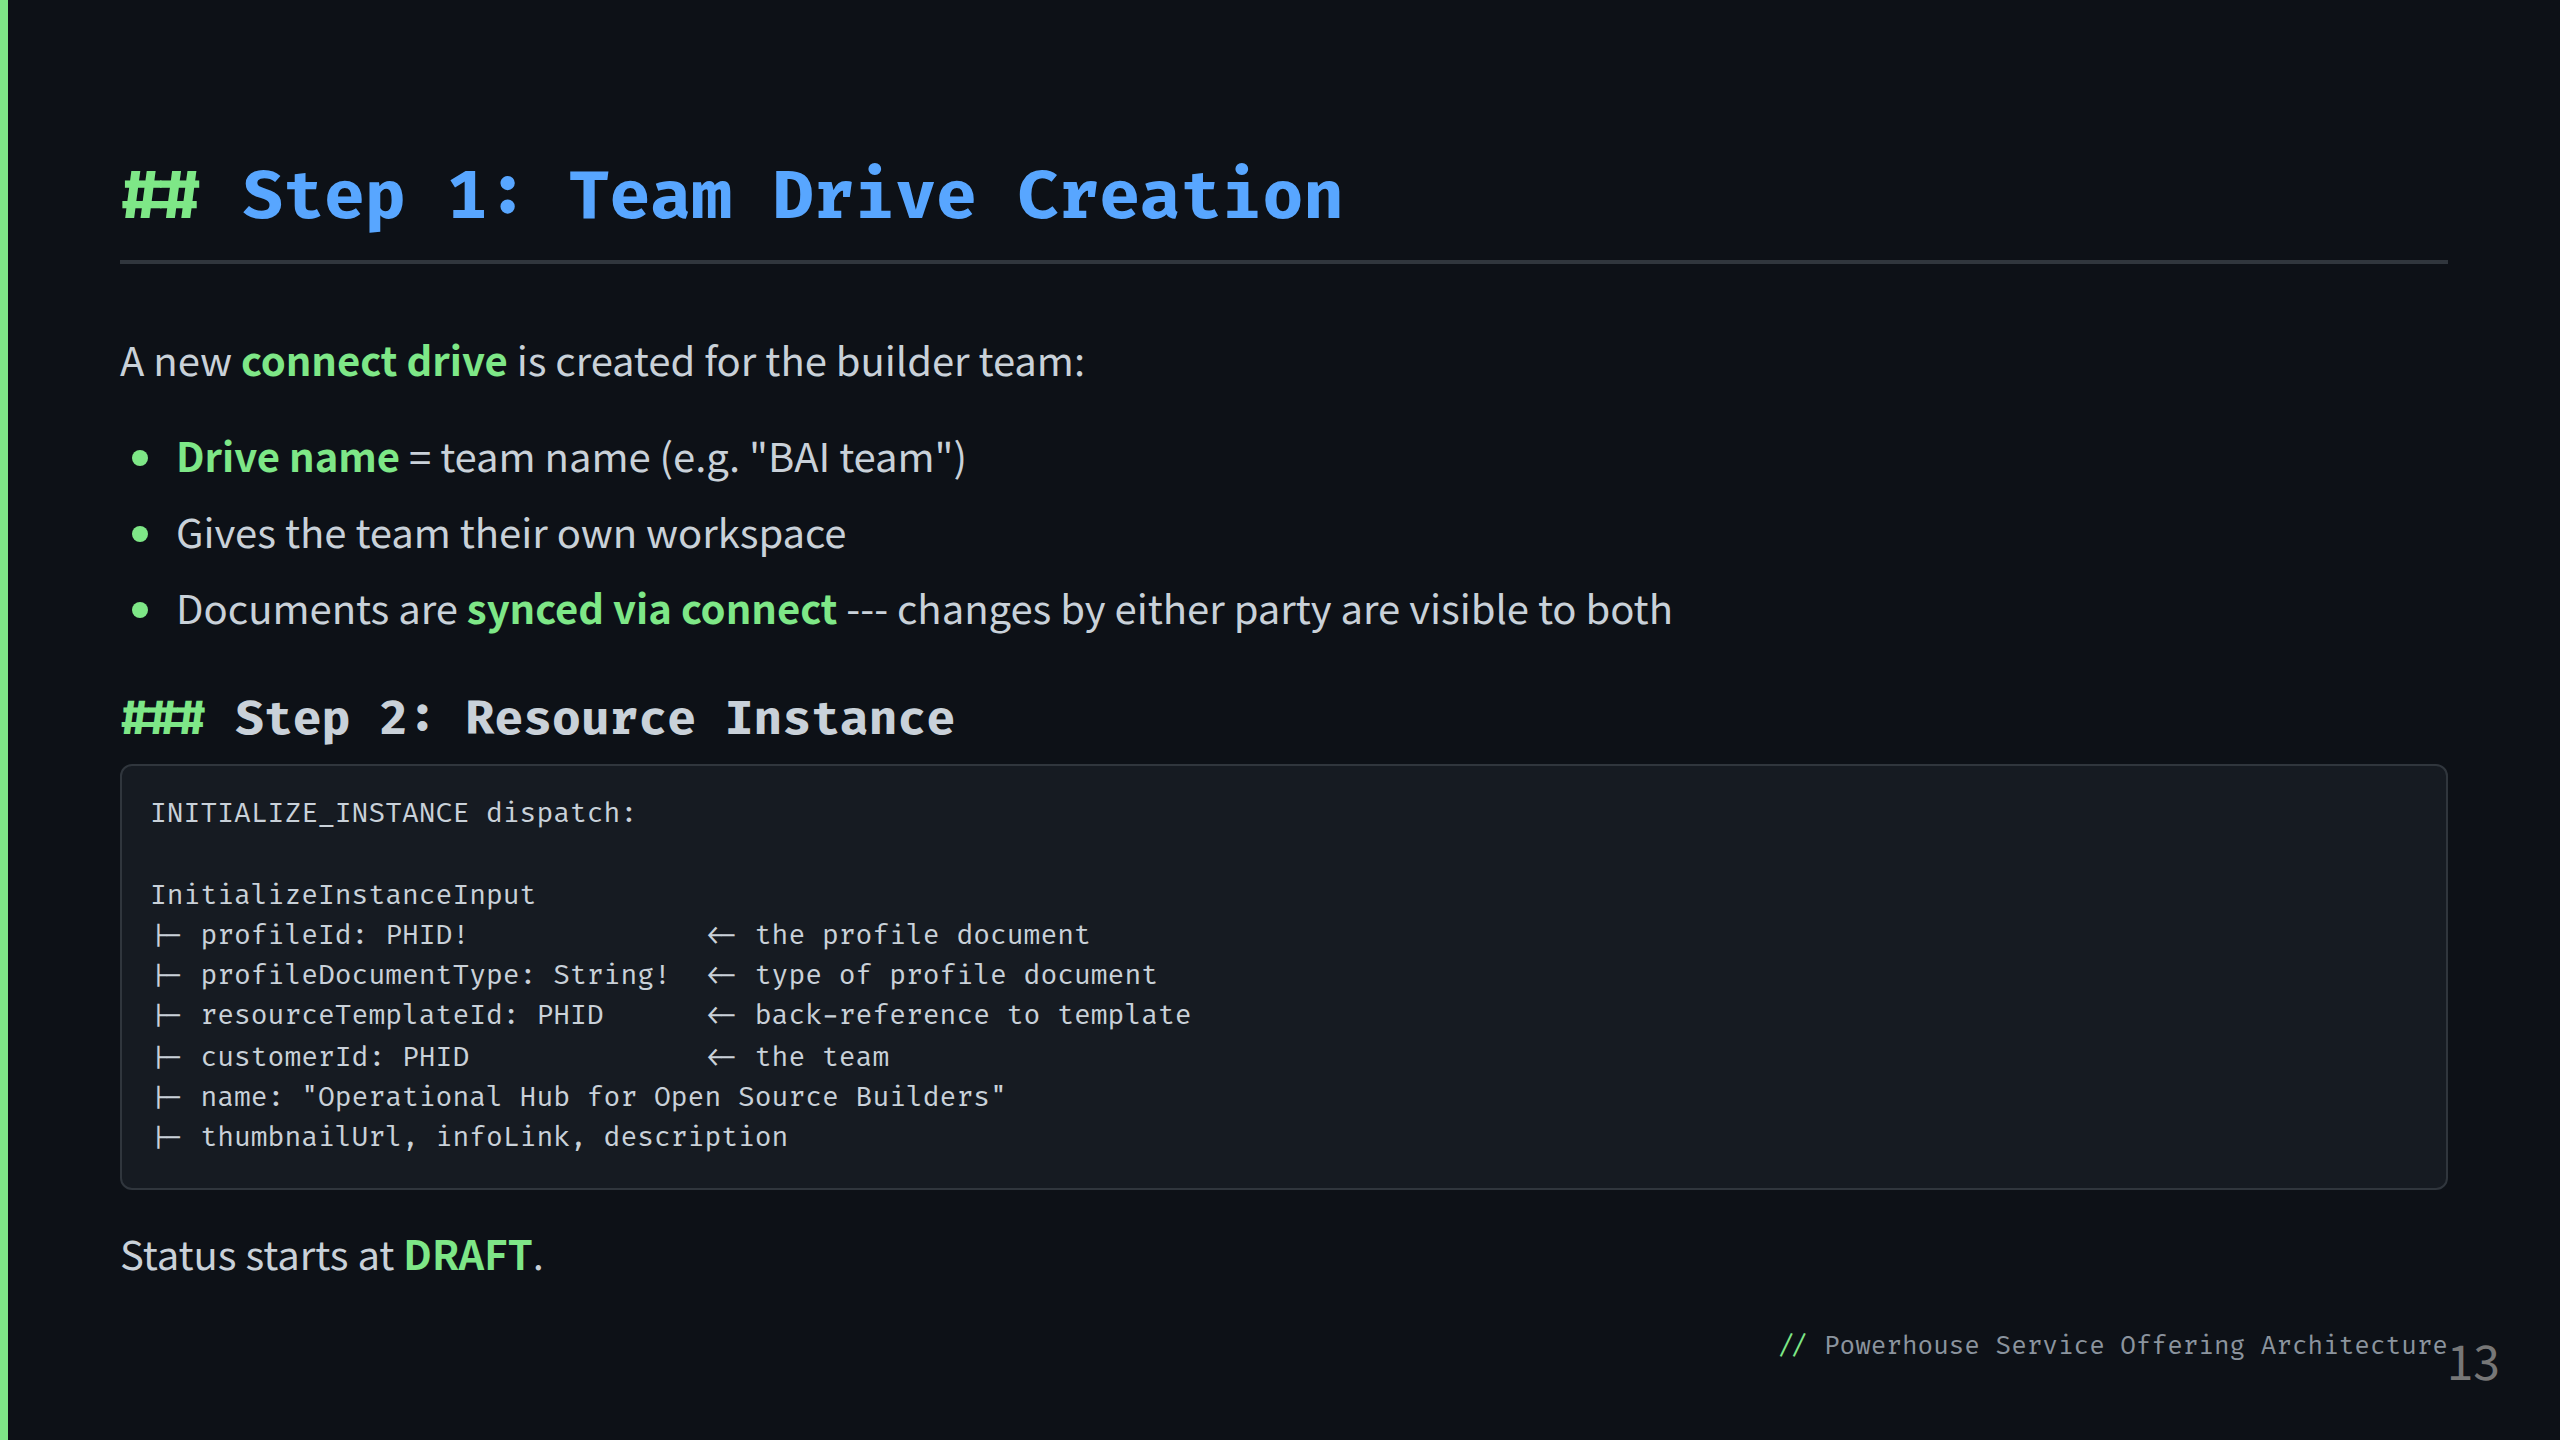 ## Step 1: Team Drive Creation
A new connect drive is created for the builder team:
• Drive name = team name (e.g. "BAI team")
• Gives the team their own workspace
• Documents are synced via connect --- changes by either party are visible to both
### Step 2: Resource Instance
INITIALIZE_INSTANCE dispatch:
InitializeInstanceInput
|— profileId: PHID!              <- the profile document
|— profileDocumentType: String!  <- type of profile document
|— resourceTemplateId: PHID      <- back-reference to template
|— customerId: PHID              <- the team
|— name: "Operational Hub for Open Source Builders"
|— thumbnailUrl, infoLink, description
Status starts at DRAFT.
// Powerhouse Service Offering Architecture
13